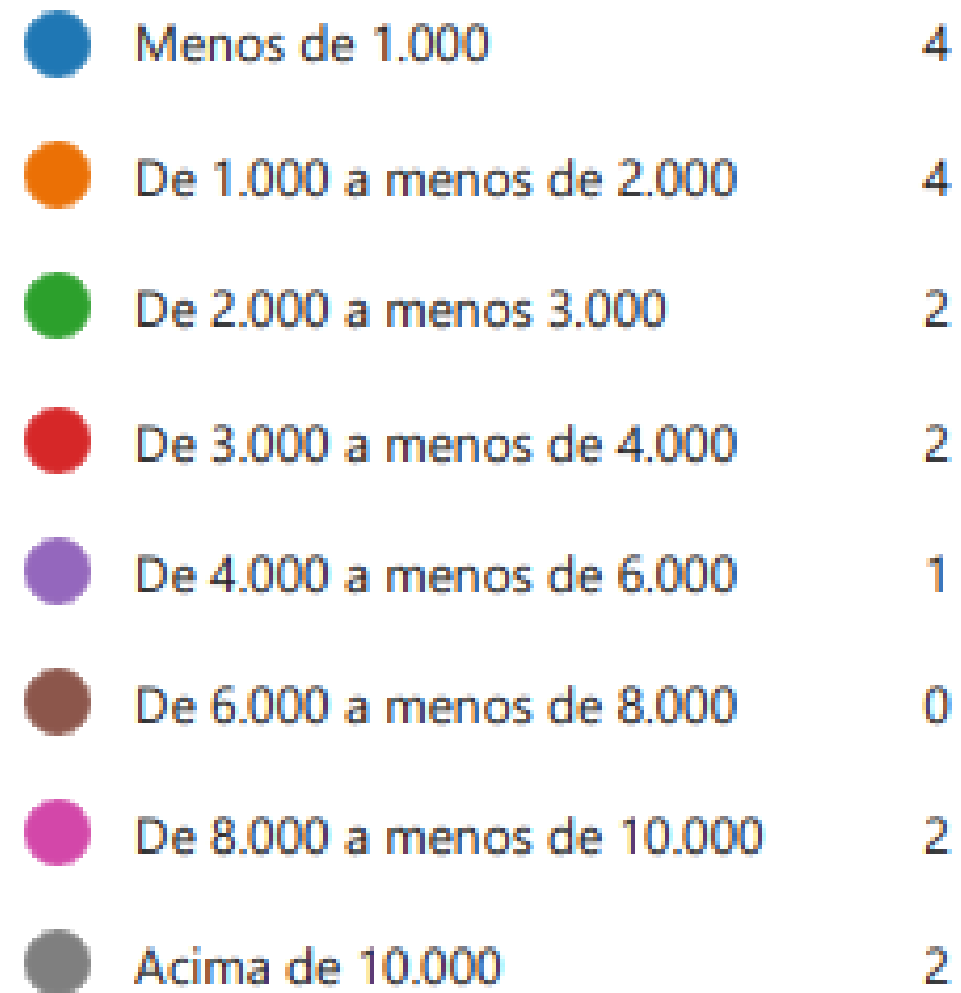 Menos de 1.000 4
De 1.000 a menos de 2.000 4
De 2.000 a menos 3.000 2
De 3.000 a menos de 4.000 2
De 4.000 a menos de 6.000 1
De 6.000 a menos de 8.000 0
De 8.000 a menos de 10.000 2
Acima de 10.000 2